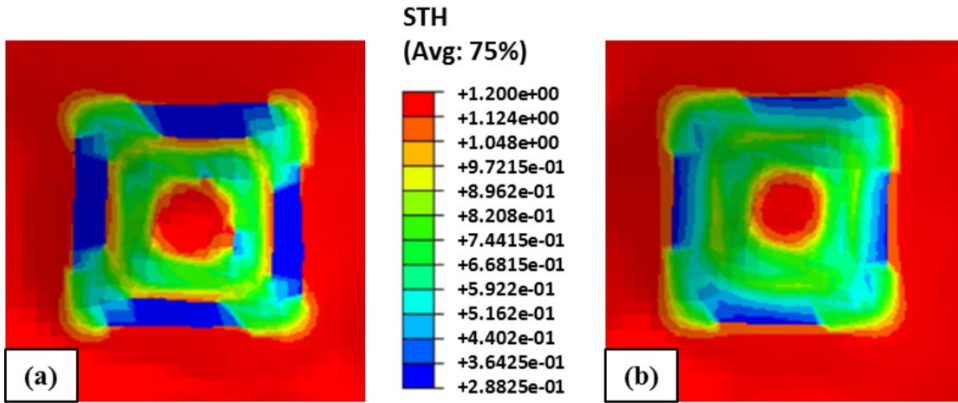 STH
(Avg: 75%)
+1.200e+00
+1.124e+00
+1.048e+00
+9.7215e-01
+8.962e-01
+8.208e-01
+7.4415e-01
+6.6815e-01
+5.922e-01
+5.162e-01
+4.402e-01
+3.6425e-01
+2.8825e-01
(a)
(b)